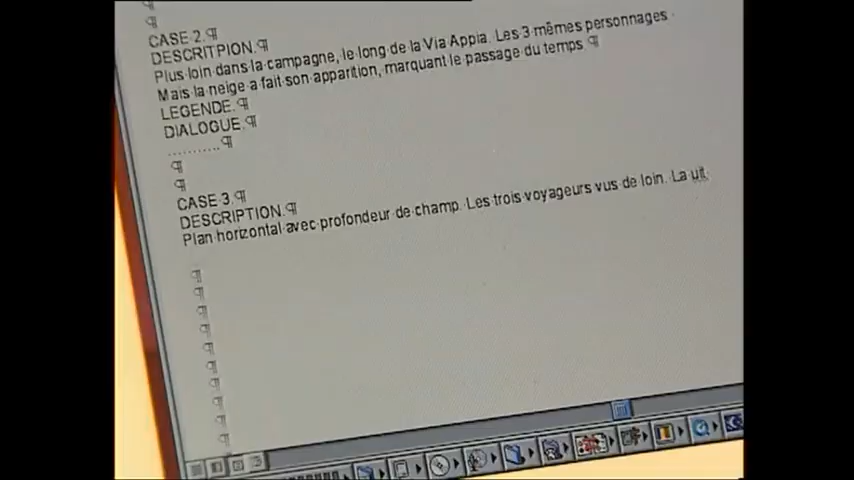 ¶
¶
CASE 2.¶
DESCRITPION.¶
Plus·loin·dans·la·campagne,·le·long·de·la·Via·Appia.·Les·3·mêmes·personnages·
Mais·la·neige·a·fait·son·apparition,·marquant·le·passage·du·temps.¶
LEGENDE.¶
DIALOGUE.¶
...........¶
¶
¶
CASE·3.¶
DESCRIPTION.¶
Plan·horizontal·avec·profondeur·de·champ.·Les·trois·voyageurs·vus·de·loin.·La·uit·
¶
¶
¶
¶
¶
¶
¶
¶
¶
¶